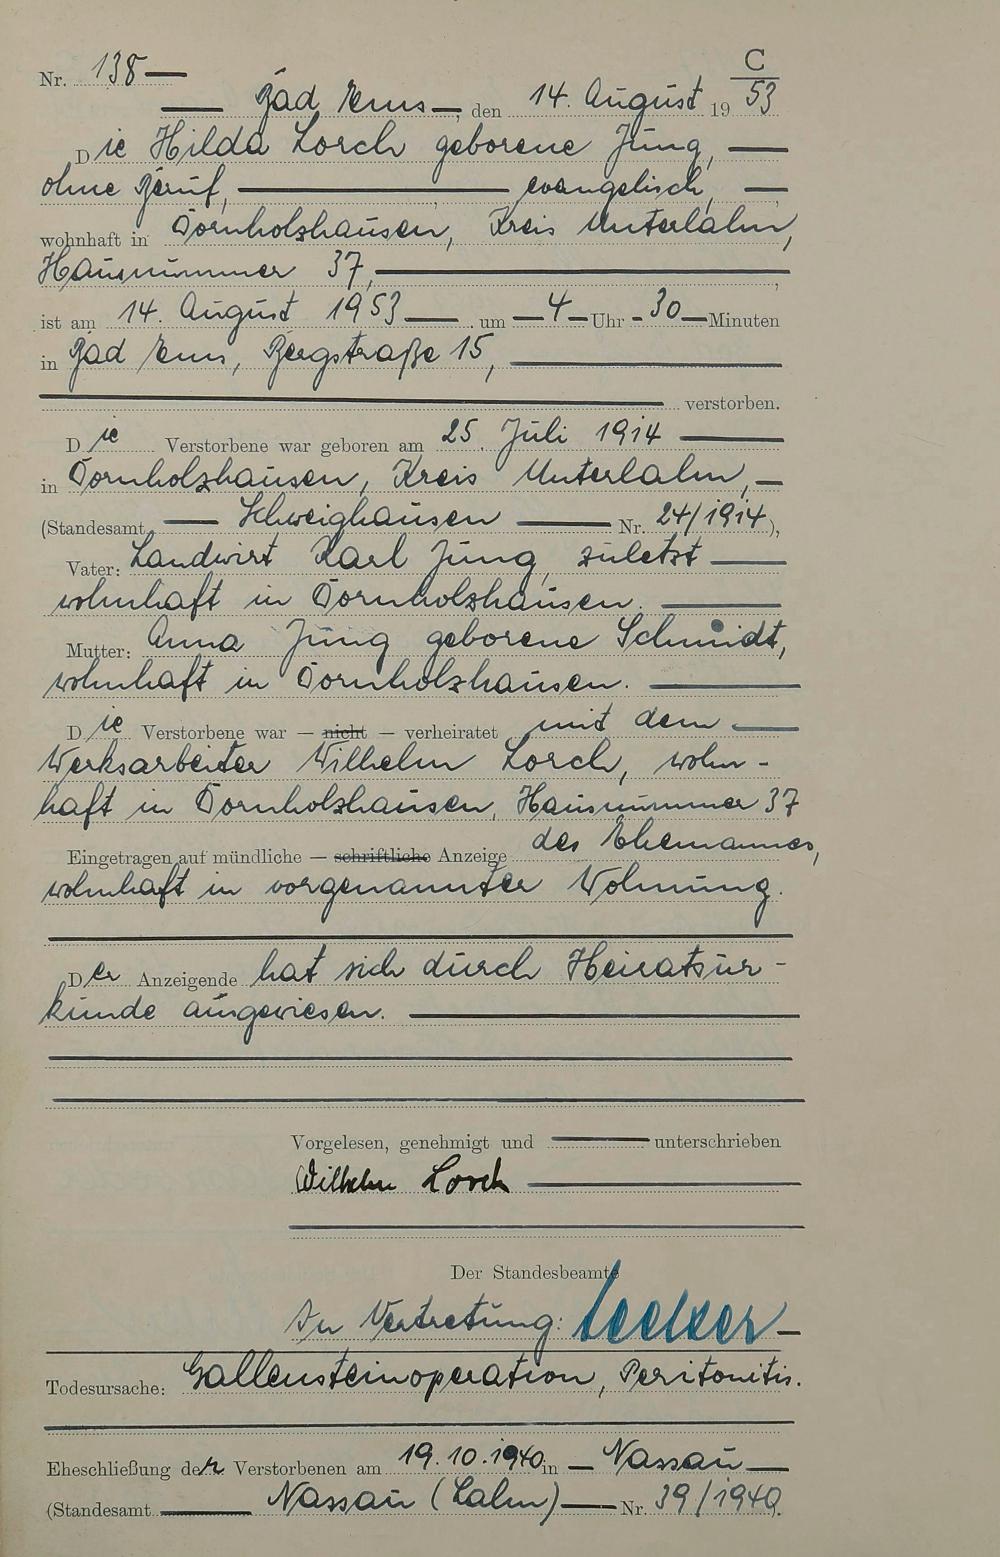 C
Nr. 138
Bad Ems, den 14. August 1953
Die Hilda Lorch geborene Jung,
ohne Beruf, evangelisch,
wohnhaft in Dornholzhausen, Kreis Unterlahn,
Hausnummer 37,
ist am 14. August 1953 um 4 Uhr 30 Minuten
in Bad Ems, Bergstraße 15,
verstorben.
Die Verstorbene war geboren am 25. Juli 1914
in Dornholzhausen, Kreis Unterlahn,
(Standesamt Schweighausen Nr. 24/1914),
Vater: Landwirt Karl Jung, zuletzt
wohnhaft in Dornholzhausen.
Mutter: Anna Jung geborene Schmidt,
wohnhaft in Dornholzhausen.
Die Verstorbene war – nicht – verheiratet mit dem
Werksarbeiter Wilhelm Lorch, wohn-
haft in Dornholzhausen, Hausnummer 37
Eingetragen auf mündliche – schriftliche Anzeige des Ehemannes,
wohnhaft in vorgenannter Wohnung.
Der Anzeigende hat sich durch Heiratsur-
kunde ausgewiesen.
Vorgelesen, genehmigt und unterschrieben
Wilhelm Lorch
Der Standesbeamte
In Vertretung:
Todesursache: Gallensteinoperation, Peritonitis.
Eheschließung der Verstorbenen am 19.10.1940 in Nassau
(Standesamt Nassau (Lahn) Nr. 39/1940).